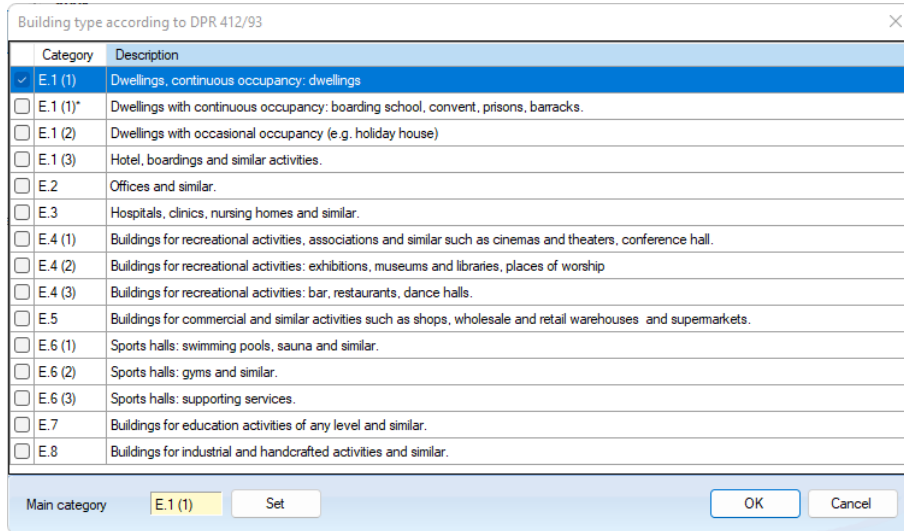 Building type according to DPR 412/93
Category Description
E.1 (1) Dwellings, continuous occupancy: dwellings
E.1 (1)* Dwellings with continuous occupancy: boarding school, convent, prisons, barracks.
E.1 (2) Dwellings with occasional occupancy (e.g. holiday house)
E.1 (3) Hotel, boardings and similar activities.
E.2 Offices and similar.
E.3 Hospitals, clinics, nursing homes and similar.
E.4 (1) Buildings for recreational activities, associations and similar such as cinemas and theaters, conference hall.
E.4 (2) Buildings for recreational activities: exhibitions, museums and libraries, places of worship
E.4 (3) Buildings for recreational activities: bar, restaurants, dance halls.
E.5 Buildings for commercial and similar activities such as shops, wholesale and retail warehouses and supermarkets.
E.6 (1) Sports halls: swimming pools, sauna and similar.
E.6 (2) Sports halls: gyms and similar.
E.6 (3) Sports halls: supporting services.
E.7 Buildings for education activities of any level and similar.
E.8 Buildings for industrial and handcrafted activities and similar.
Main category E.1 (1) Set OK Cancel